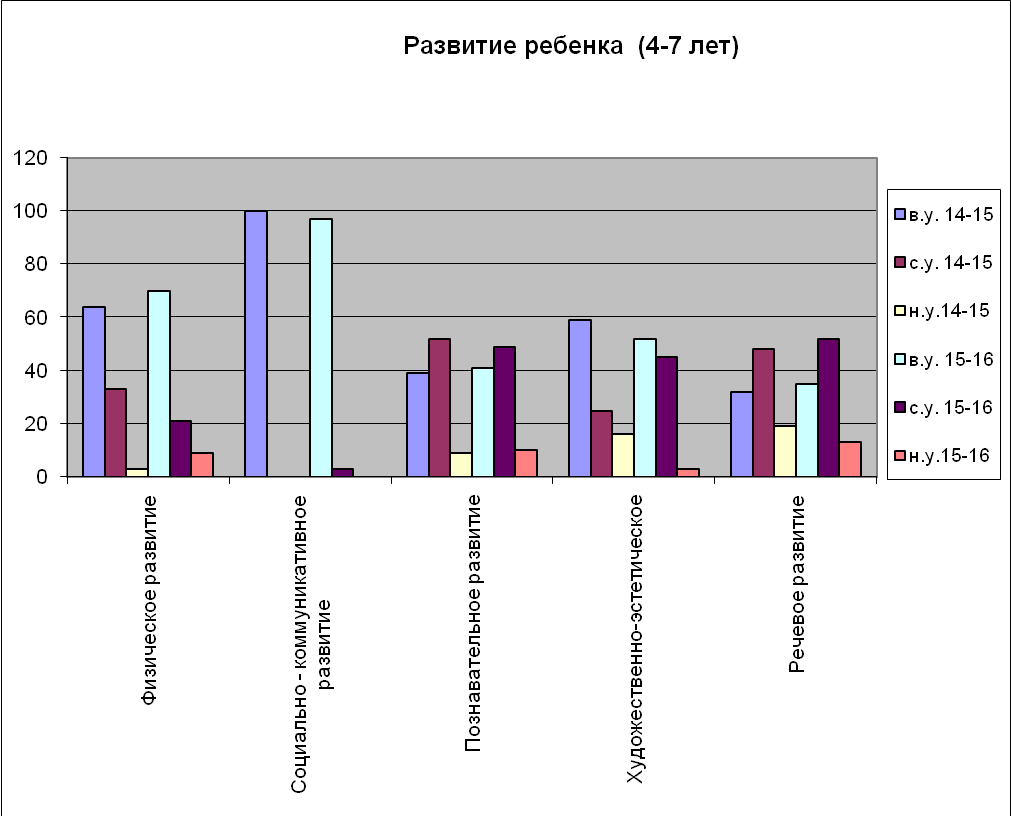 Развитие ребенка (4-7 лет)
120
100
80
60
40
20
0
Физическое развитие
Социально - коммуникативное
развитие
Познавательное развитие
Художественно-эстетическое
Речевое развитие
в.у. 14-15
с.у. 14-15
н.у.14-15
в.у. 15-16
с.у. 15-16
н.у.15-16